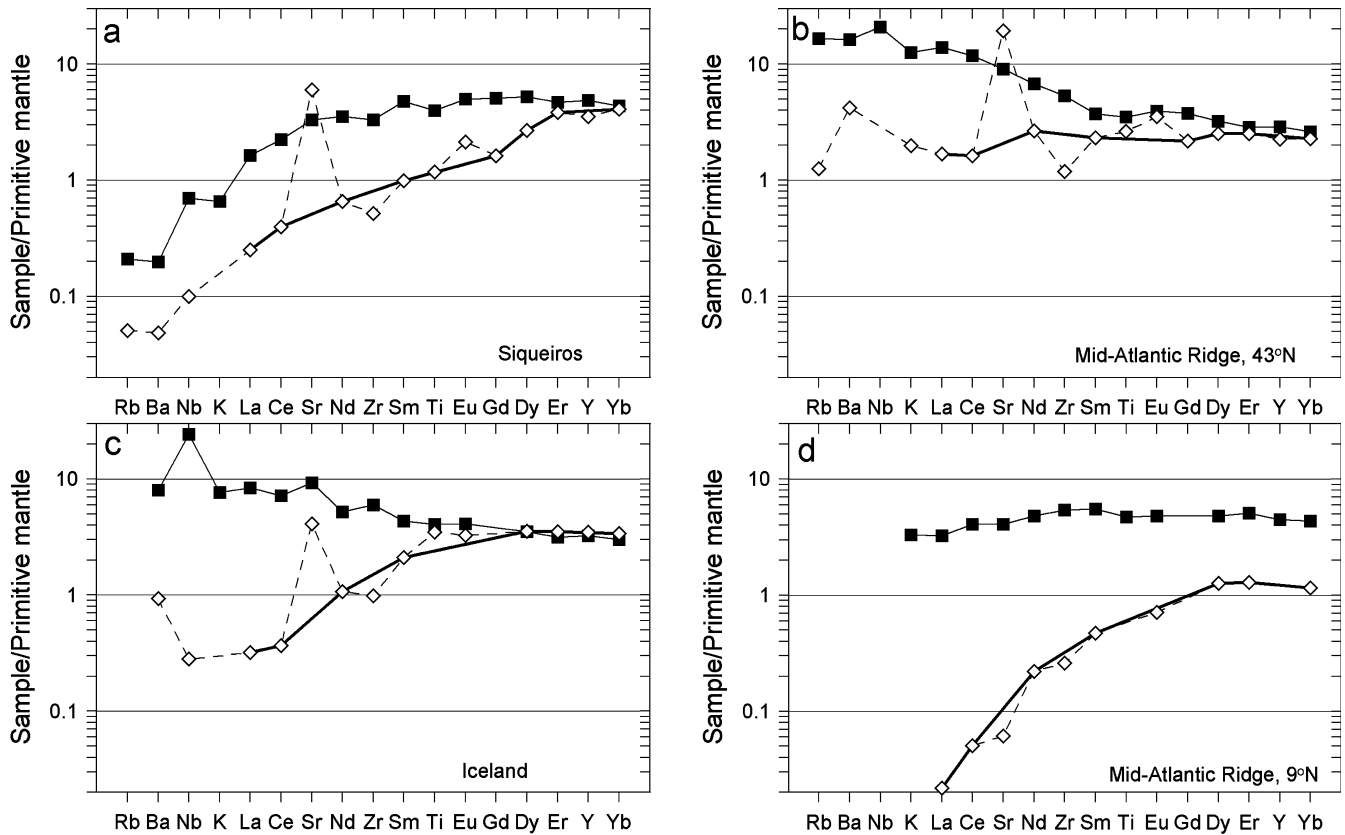 a
10
1
0.1
Sample/Primitive mantle
Siqueiros
Rb Ba Nb K La Ce Sr Nd Zr Sm Ti Eu Gd Dy Er Y Yb
b
10
1
0.1
Sample/Primitive mantle
Mid-Atlantic Ridge, 43ºN
Rb Ba Nb K La Ce Sr Nd Zr Sm Ti Eu Gd Dy Er Y Yb
c
10
1
0.1
Sample/Primitive mantle
Iceland
Rb Ba Nb K La Ce Sr Nd Zr Sm Ti Eu Gd Dy Er Y Yb
d
10
1
0.1
Sample/Primitive mantle
Mid-Atlantic Ridge, 9ºN
Rb Ba Nb K La Ce Sr Nd Zr Sm Ti Eu Gd Dy Er Y Yb